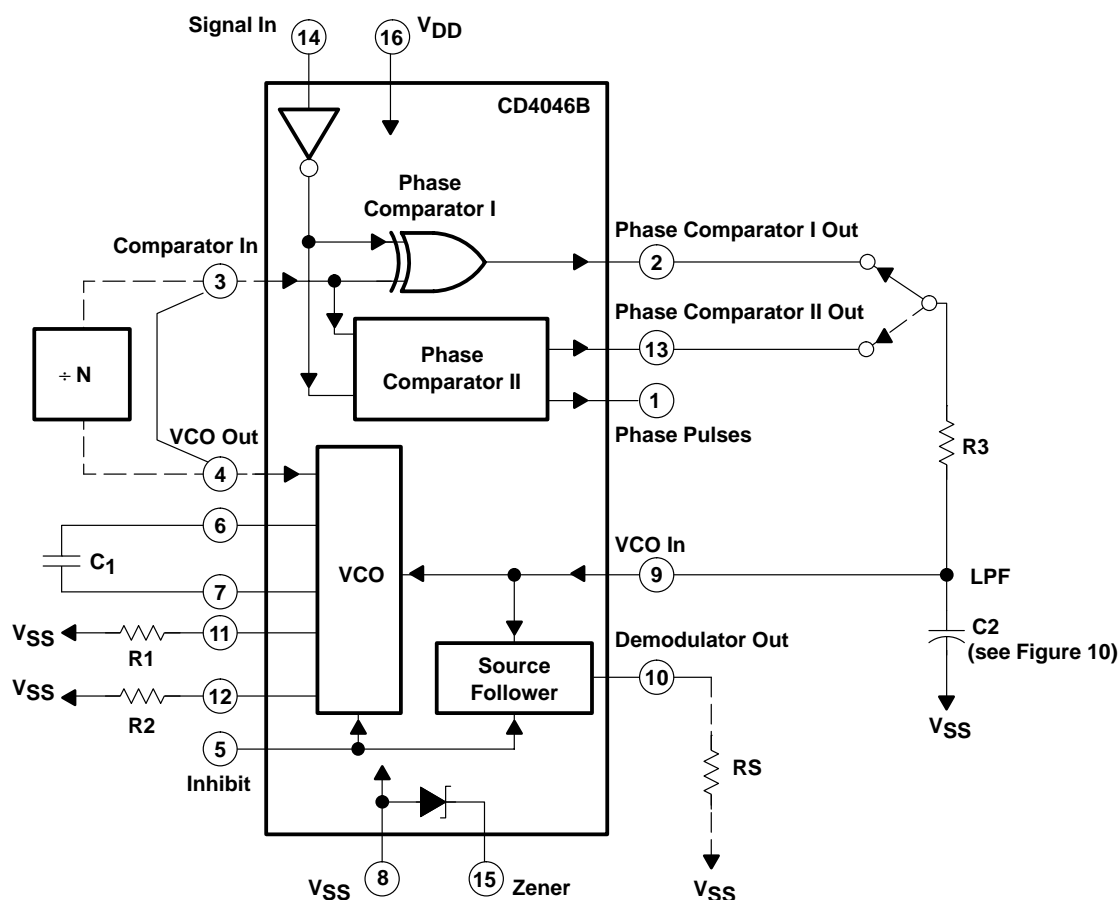 Signal In
14
16
VDD
CD4046B
Phase
Comparator I
Comparator In
3
Phase Comparator I Out
2
Phase Comparator II Out
13
÷ N
Phase
Comparator II
1
Phase Pulses
VCO Out
4
R3
6
C1
7
VCO
VCO In
9
LPF
VSS
R1
11
C2
(see Figure 10)
Demodulator Out
Source
Follower
10
VSS
R2
12
VSS
5
Inhibit
RS
VSS
8
15
Zener
VSS